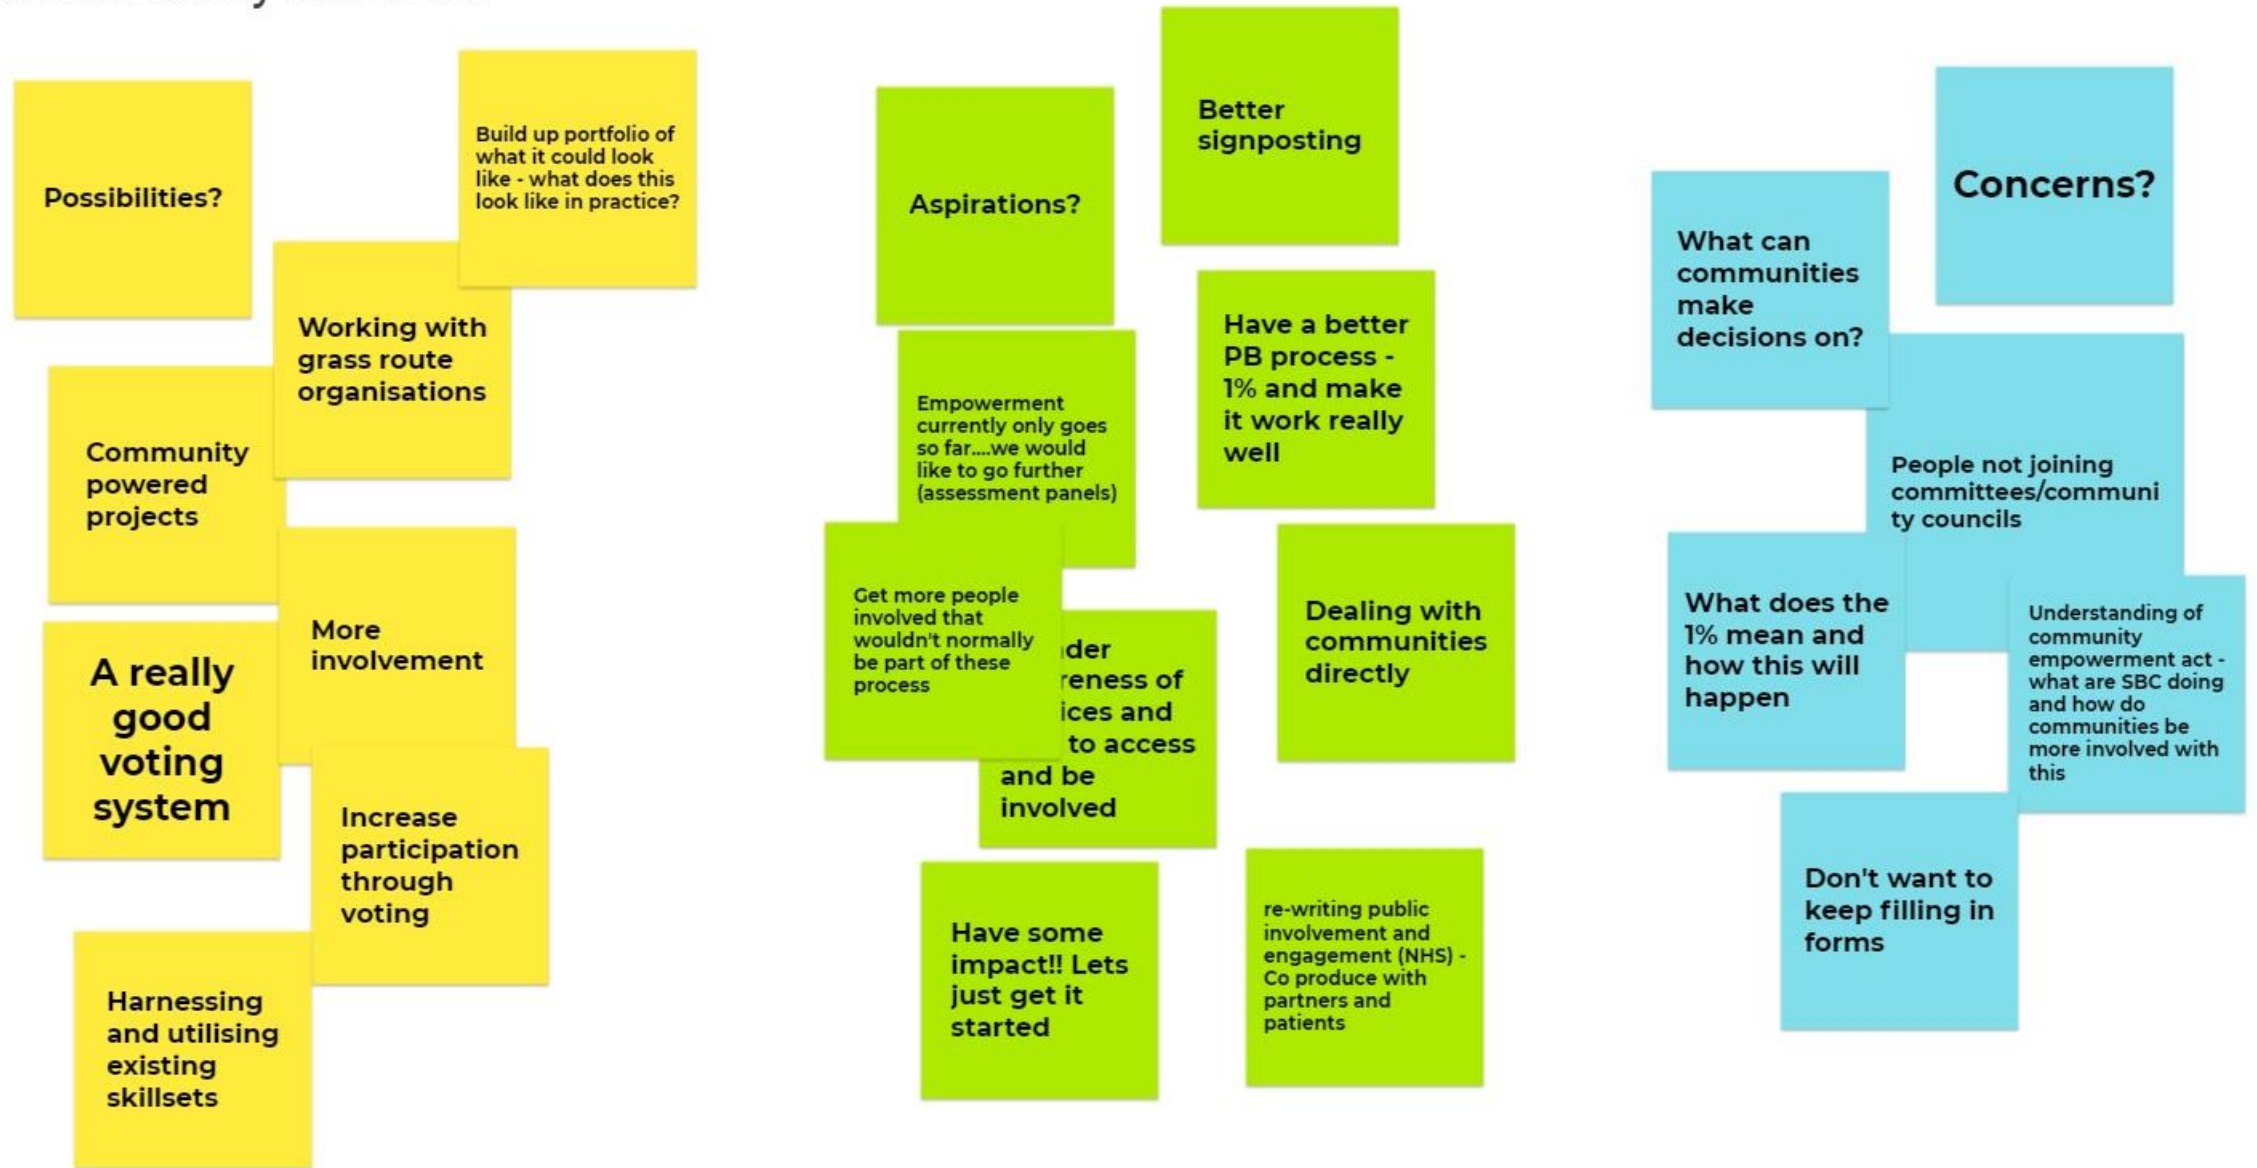 Possibilities?
Build up portfolio of
what it could look
like - what does this
look like in practice?
Working with
grass route
organisations
Community
powered
projects
More
involvement
A really
good
voting
system
Increase
participation
through
voting
Harnessing
and utilising
existing
skillsets
Aspirations?
Better
signposting
Have a better
PB process -
1% and make
it work really
well
Empowerment
currently only goes
so far....we would
like to go further
(assessment panels)
Get more people
involved that
wouldn't normally
be part of these
process
and
to access
and be
involved
Dealing with
communities
directly
Have some
impact!! Lets
just get it
started
re-writing public
involvement and
engagement (NHS) -
Co produce with
partners and
patients
Concerns?
What can
communities
make
decisions on?
People not joining
committees/communi
ty councils
What does the
1% mean and
how this will
happen
Understanding of
community
empowerment act -
what are SBC doing
and how do
communities be
more involved with
this
Don't want to
keep filling in
forms